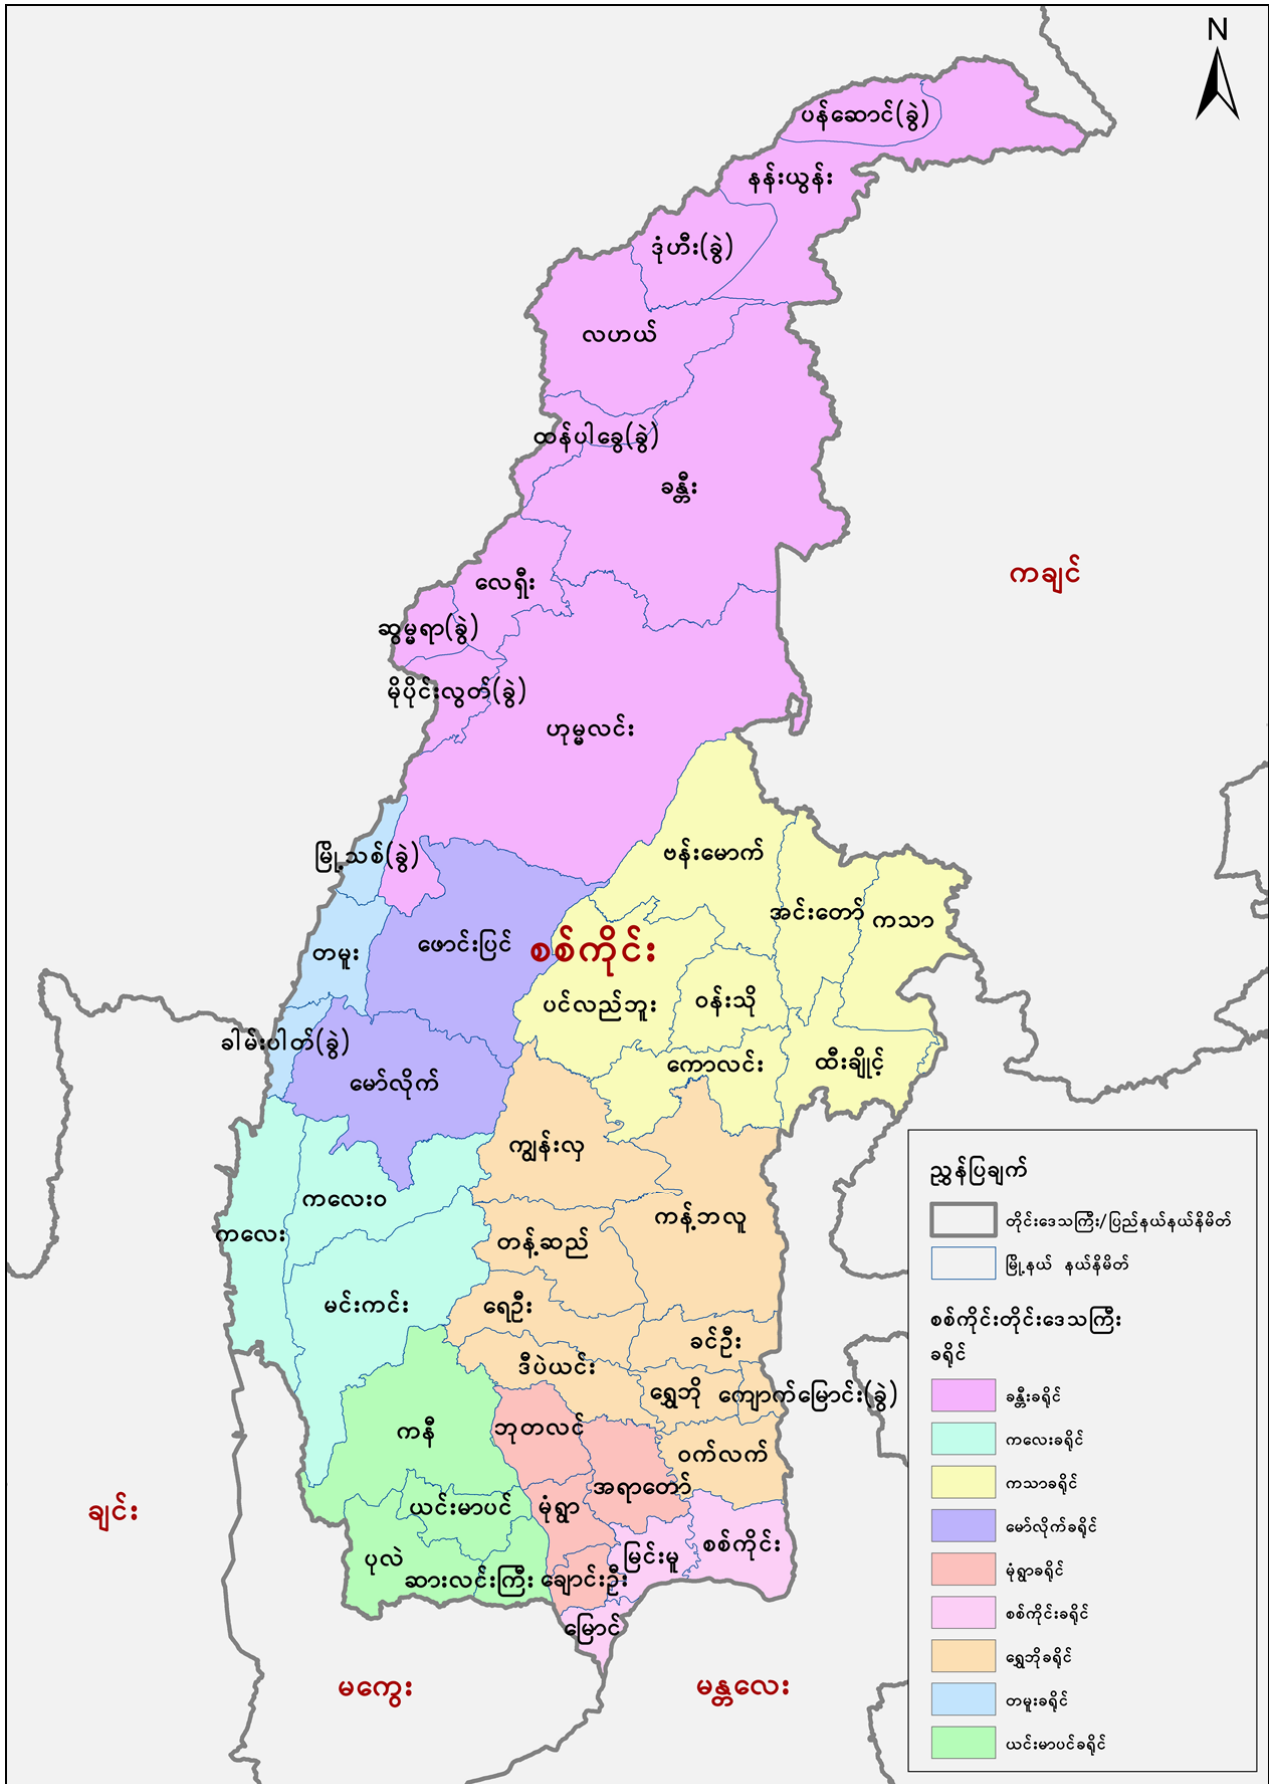 N
ပန်ဆောင်(ခွဲ)
နန်းယွန်း
ဒုံဟီး(ခွဲ)
လဟယ်
ထန်ပါခွေ(ခွဲ)
ခန္တီး
ကချင်
လေရှီး
ဆွမ္မရာ(ခွဲ)
မိုပိုင်းလွတ်(ခွဲ)
ဟုမ္မလင်း
မြို့သစ်(ခွဲ)
ဗန်းမောက်
အင်းတော်
ကသာ
ဖောင်းပြင်
စစ်ကိုင်း
တမူး
ပင်လည်ဘူး
ဝန်းသို
ခါမ်းပါတ်(ခွဲ)
ကောလင်း
ထီးချိုင့်
မော်လိုက်
ကျွန်းလှ
ကလေးဝ
ကန့်ဘလူ
ကလေး
တန့်ဆည်
မင်းကင်း
ရေဦး
ခင်ဦး
ဒီပဲယင်း
ရွှေဘို
ကျောက်မြောင်း(ခွဲ)
ကနီ
ဘုတလင်
ဝက်လက်
အရာတော်
ယင်းမာပင်
မုံရွာ
ချင်း
စစ်ကိုင်း
မြင်းမူ
ပုလဲ
ဆားလင်းကြီး
ချောင်းဦး
မြောင်
မကွေး
မန္တလေး
ညွှန်ပြချက်
တိုင်းဒေသကြီး/ပြည်နယ်နယ်နိမိတ်
မြို့နယ် နယ်နိမိတ်
စစ်ကိုင်းတိုင်းဒေသကြီး
ခရိုင်
ခန္တီးခရိုင်
ကလေးခရိုင်
ကသာခရိုင်
မော်လိုက်ခရိုင်
မုံရွာခရိုင်
စစ်ကိုင်းခရိုင်
ရွှေဘိုခရိုင်
တမူးခရိုင်
ယင်းမာပင်ခရိုင်